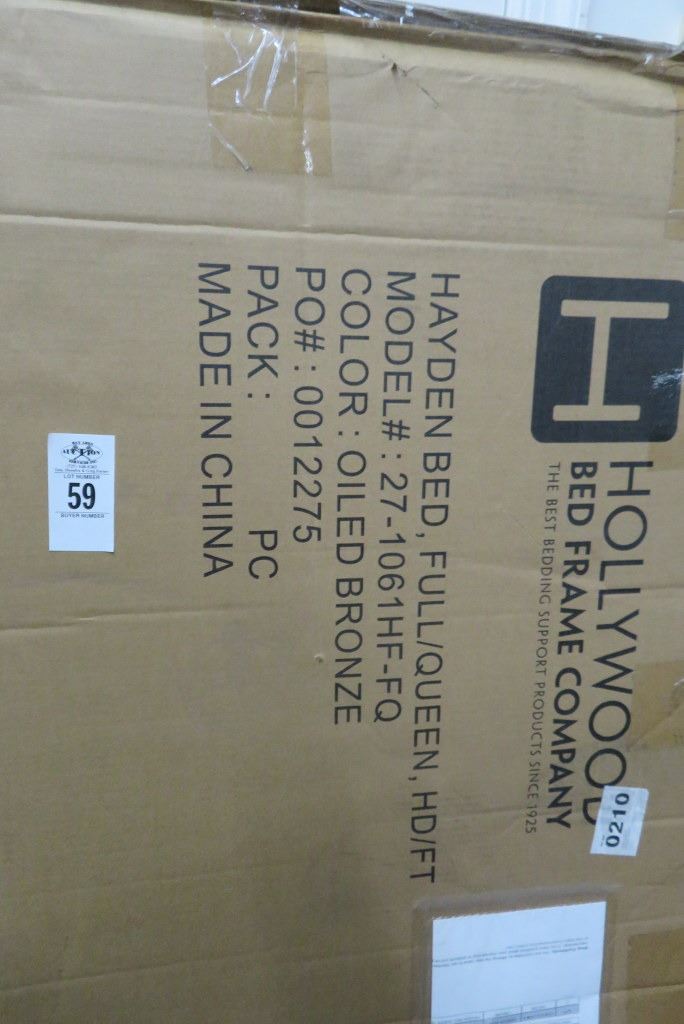 H
HOLLYWOOD
BED FRAME COMPANY
THE BEST BEDDING SUPPORT PRODUCTS SINCE 1925
0210
HAYDEN BED, FULL/QUEEN, HD/FT
MODEL# : 27-1061HF-FQ
COLOR : OILED BRONZE
PO# : 0012275
PACK : PC
MADE IN CHINA
AUCTION
LOT NUMBER
59
BUYER NUMBER